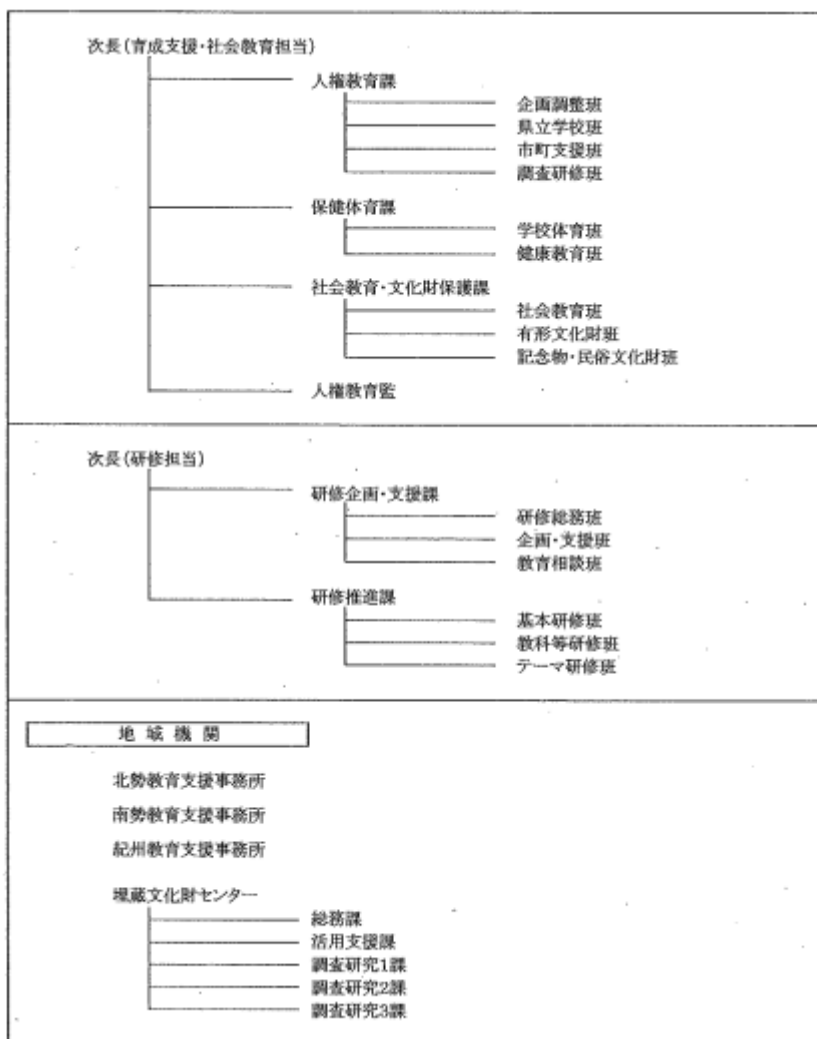 次長(育成支援・社会教育担当)
人権教育課
企画調整班
県立学校班
市町支援班
調査研修班
保健体育課
学校体育班
健康教育班
社会教育・文化財保護課
社会教育班
有形文化財班
記念物・民俗文化財班
人権教育監
次長(研修担当)
研修企画・支援課
研修総務班
企画・支援班
教育相談班
研修推進課
基本研修班
教科等研修班
テーマ研修班
地域機関
北勢教育支援事務所
南勢教育支援事務所
紀州教育支援事務所
埋蔵文化財センター
総務課
活用支援課
調査研究1課
調査研究2課
調査研究3課